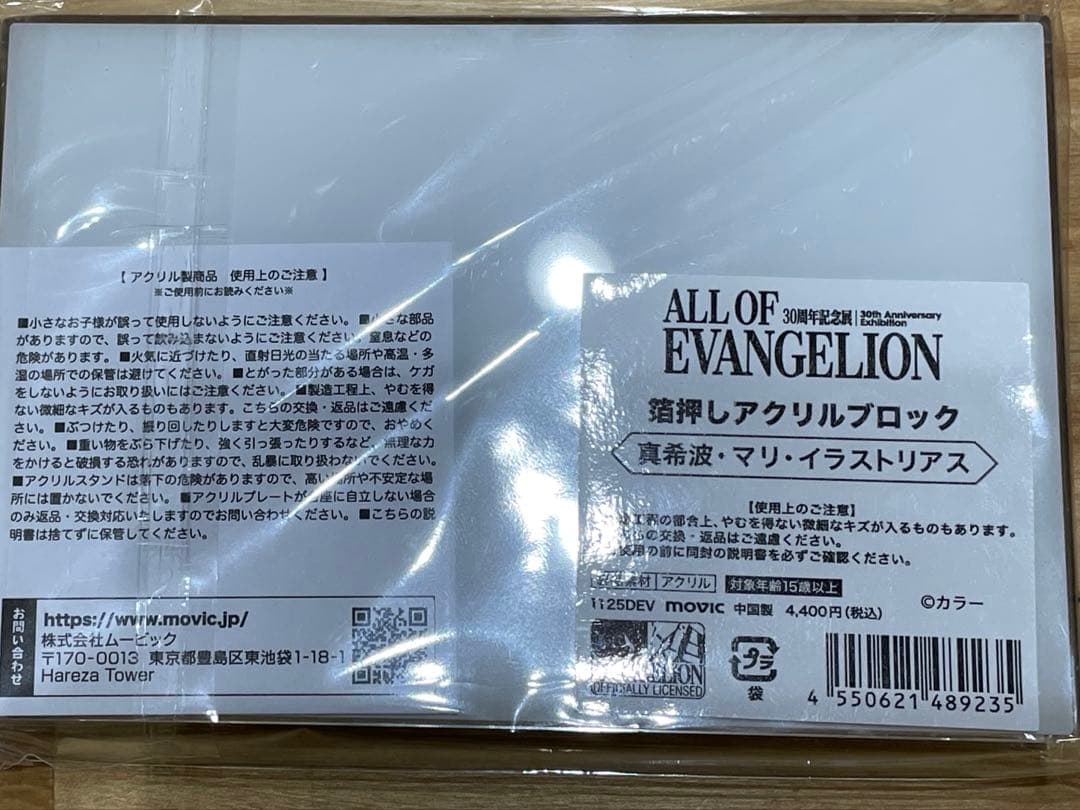 【 アクリル製商品 使用上のご注意 】
※ご使用前にお読みください※
■小さなお子様が誤って使用しないようにご注意ください。 ■小さな部品
がありますので、誤って飲み込まないようにご注意ください。窒息などの
危険があります。 ■火気に近づけたり、直射日光の当たる場所や高温・多
湿の場所での保管は避けてください。 ■とがった部分がある場合は、ケガ
をしないようにお取り扱いにはご注意ください。 ■製造工程上、やむを得
ない微細なキズが入るものもあります。こちらの交換・返品はご遠慮くだ
さい。 ■ぶつけたり、振り回したりしますと大変危険ですので、おやめく
ださい。 ■重い物をぶら下げたり、強く引っ張ったりするなど、無理な力
をかけると破損する恐れがありますので、乱暴に取り扱わないでください。
■アクリルスタンドは落下の危険がありますので、高い場所や不安定な場
所には置かないでください。 ■アクリルプレートが台座に自立しない場合
のみ返品・交換対応いたしますのでお問い合わせください。 ■こちらの説
明書は捨てずに保管してください。
お問い合わせ
https://www.movic.jp/
株式会社ムービック
〒170-0013 東京都豊島区東池袋1-18-1
Hareza Tower
ALL OF
30周年記念展
30th Anniversary
Exhibition
EVANGELION
箔押しアクリルブロック
真希波・マリ・イラストリアス
【使用上のご注意】
工程の都合上、やむを得ない微細なキズが入るものもあります。
らの交換・返品はご遠慮ください。
使用の前に同封の説明書を必ずご確認ください。
素材 アクリル 対象年齢15歳以上
1125DEV movic 中国製 4,400円(税込) ©カラー
OFFICIALLY LICENSED
プラ
袋
4 550621 489235